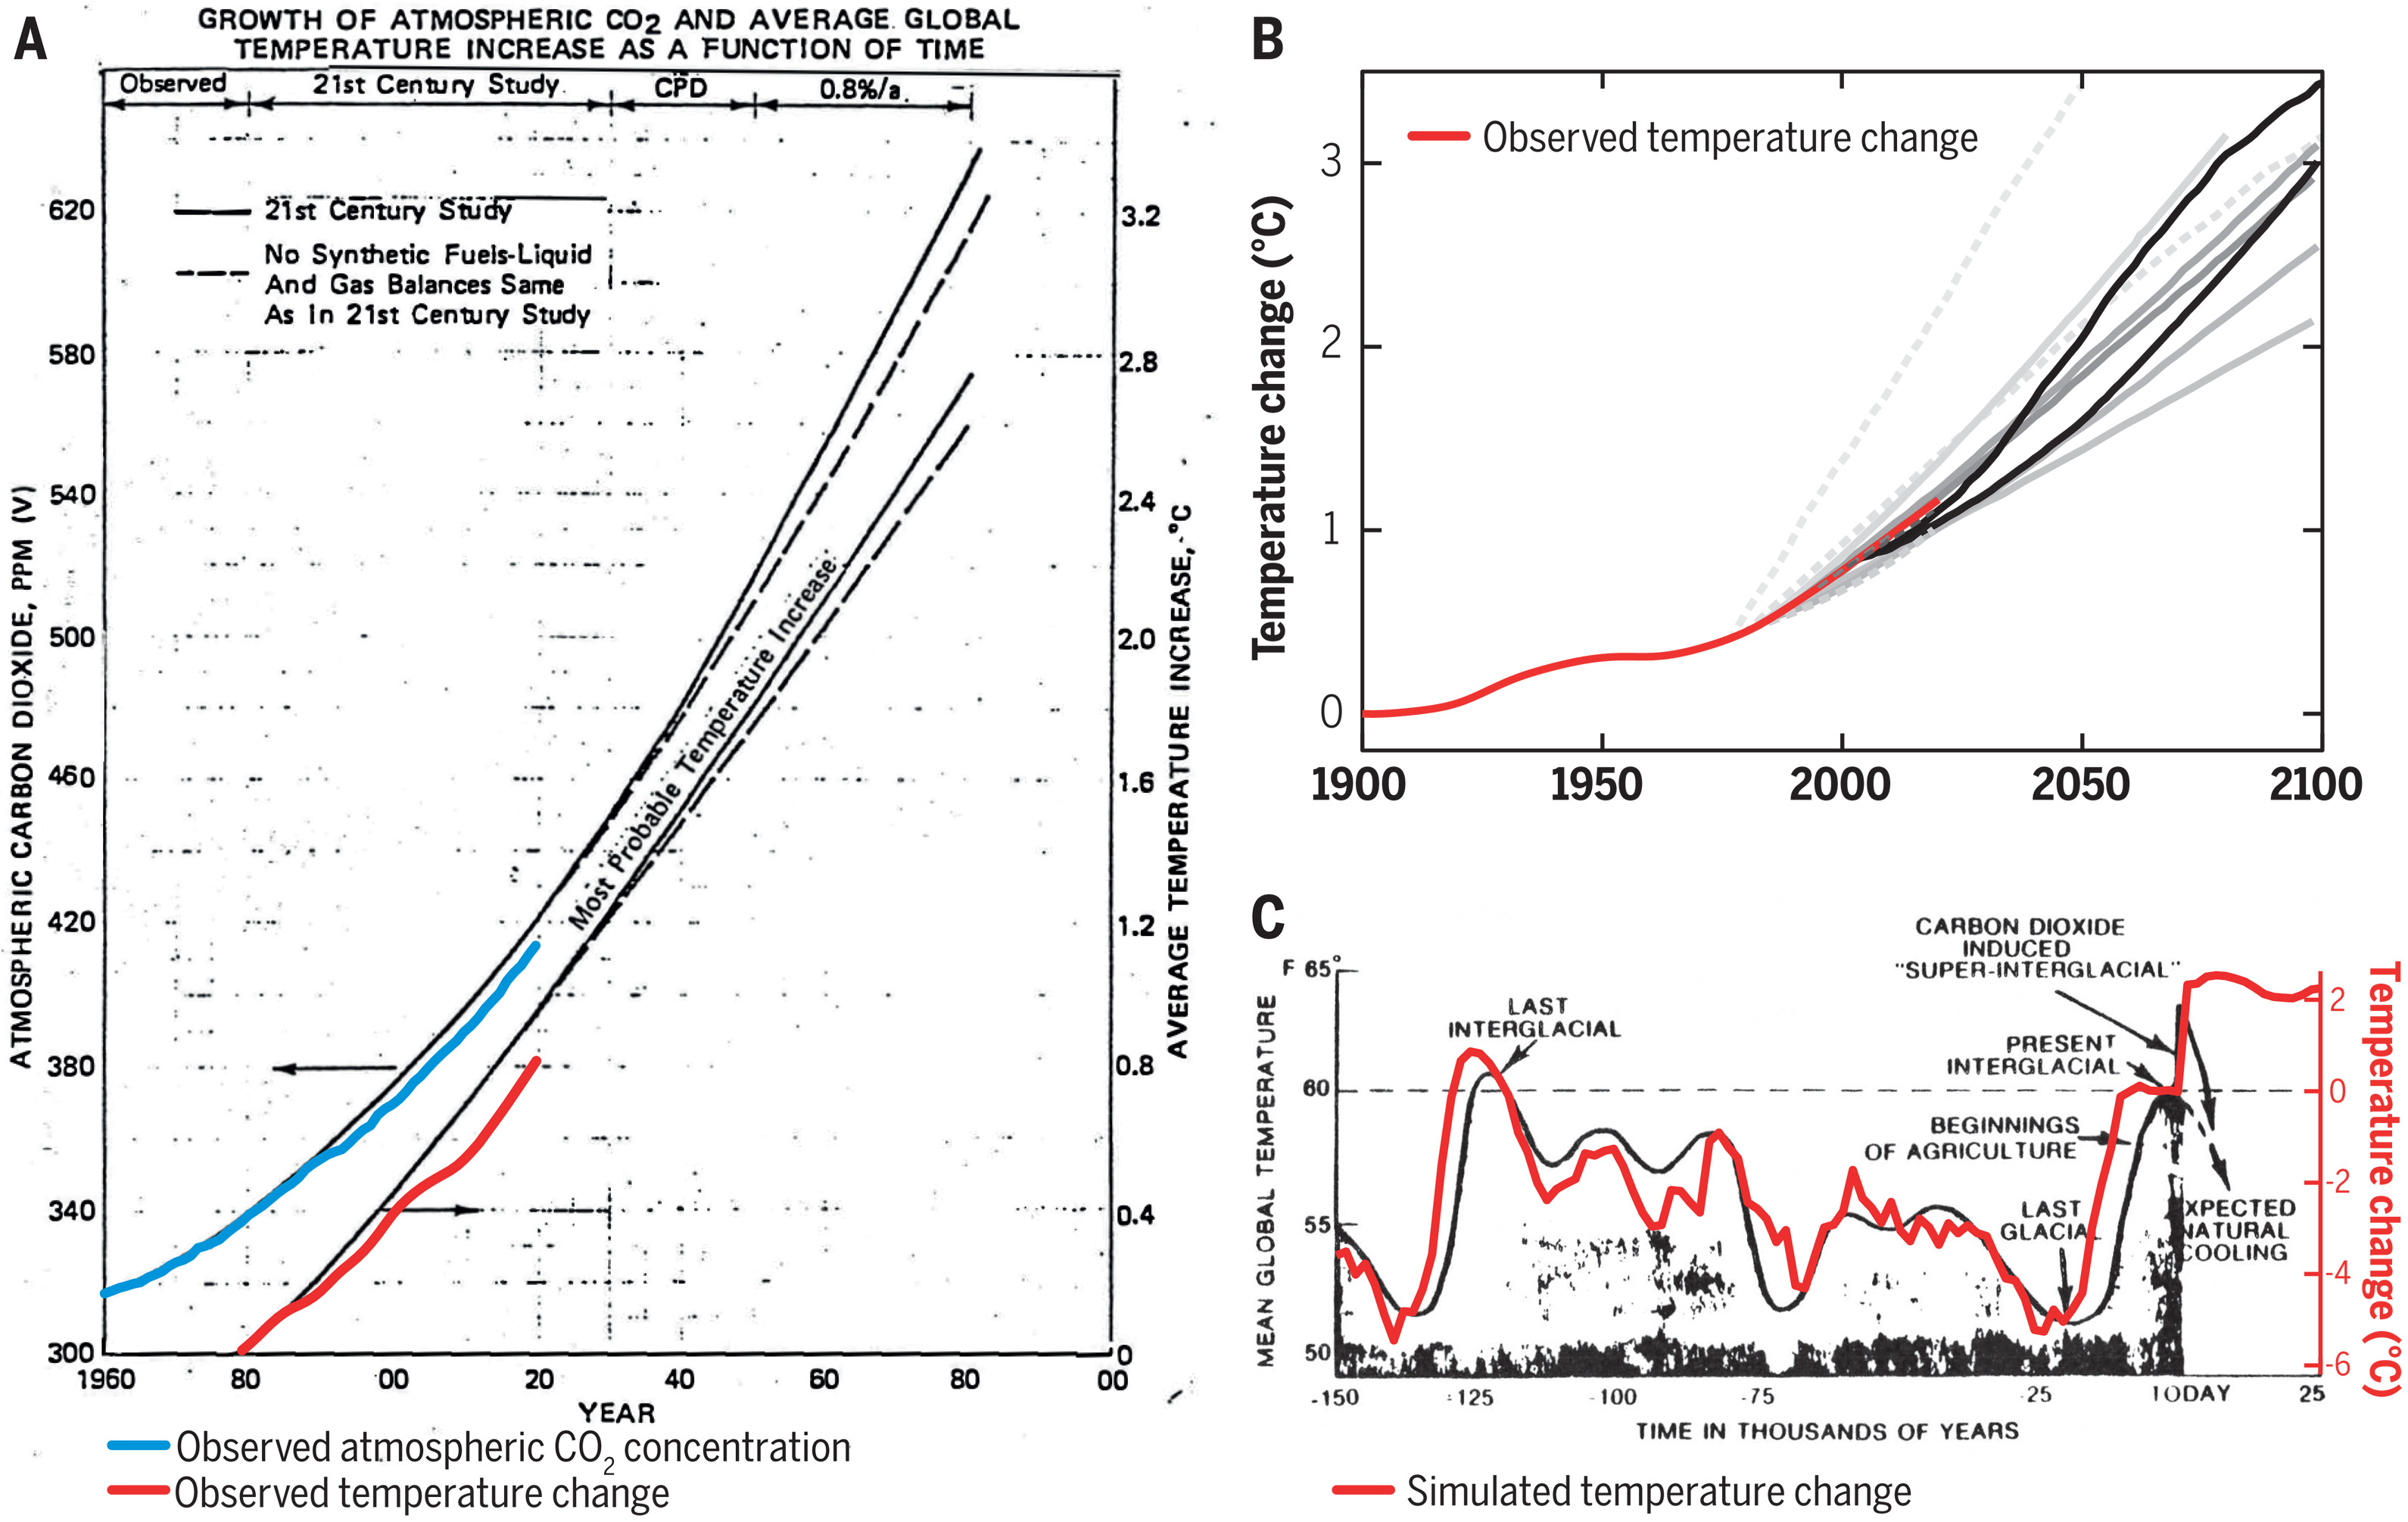 A
GROWTH OF ATMOSPHERIC CO2 AND AVERAGE GLOBAL
TEMPERATURE INCREASE AS A FUNCTION OF TIME
Observed
21st Century Study
CPD
0.8%/a
21st Century Study
No Synthetic Fuels-Liquid
And Gas Balances Same
As In 21st Century Study
ATMOSPHERIC CARBON DIOXIDE, PPM (V)
620
580
540
500
460
420
380
340
300
Most Probable Temperature Increase
AVERAGE TEMPERATURE INCREASE, °C
3.2
2.8
2.4
2.0
1.6
1.2
0.8
0.4
0
1960
80
00
20
40
60
80
00
YEAR
Observed atmospheric CO2 concentration
Observed temperature change
B
Observed temperature change
Temperature change (°C)
3
2
1
0
1900
1950
2000
2050
2100
C
CARBON DIOXIDE
INDUCED
"SUPER-INTERGLACIAL"
F 65°
60
55
50
MEAN GLOBAL TEMPERATURE
LAST
INTERGLACIAL
PRESENT
INTERGLACIAL
BEGINNINGS
OF AGRICULTURE
LAST
GLACIAL
XPECTED
NATURAL
COOLING
2
0
-2
-4
-6
Temperature change (°C)
-150
-125
-100
-75
-25
TODAY
25
TIME IN THOUSANDS OF YEARS
Simulated temperature change